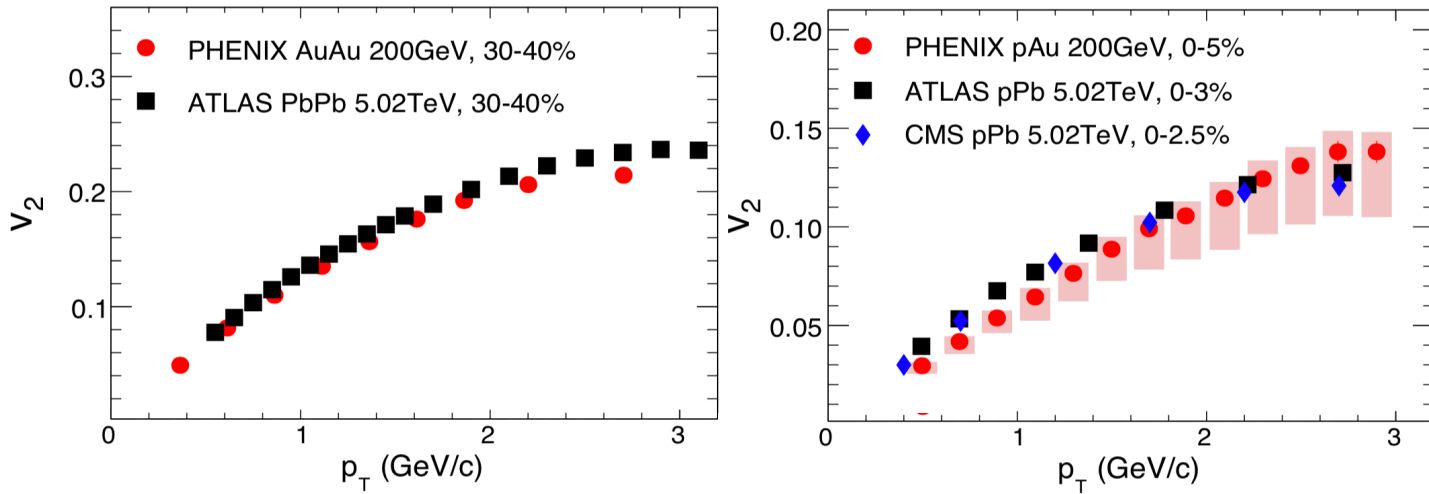 PHENIX AuAu 200GeV, 30-40%
ATLAS PbPb 5.02TeV, 30-40%
0.3
0.2
0.1
v2
0
1
2
3
pT (GeV/c)
PHENIX pAu 200GeV, 0-5%
ATLAS pPb 5.02TeV, 0-3%
CMS pPb 5.02TeV, 0-2.5%
0.20
0.15
0.10
0.05
v2
0
1
2
3
pT (GeV/c)